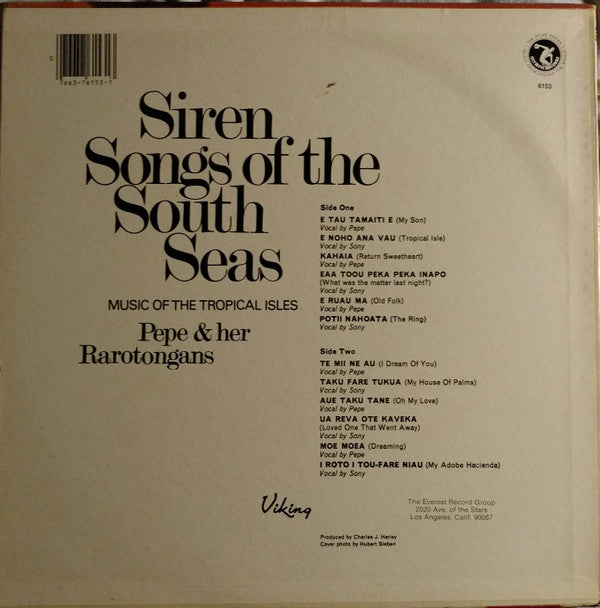 7663-76153-1
6153
Siren
Songs of the
South
Seas
MUSIC OF THE TROPICAL ISLES
Pepe & her
Rarotongans
Side One
E TAU TAMAITI E (My Son)
Vocal by Pepe
E NOHO ANA VAU (Tropical Isle)
Vocal by Sony
KAHAIA (Return Sweetheart)
Vocal by Pepe
EAA TOOU PEKA PEKA INAPO
(What was the matter last night?)
Vocal by Sony
E RUAU MA (Old Folk)
Vocal by Pepe
POTII NAHOATA (The Ring)
Vocal by Sony
Side Two
TE MII NE AU (I Dream Of You)
Vocal by Pepe
TAKU FARE TUKUA (My House Of Palms)
Vocal by Sony
AUE TAKU TANE (Oh My Love)
Vocal by Pepe
UA REVA OTE KAVEKA
(Loved One That Went Away)
Vocal by Sony
MOE MOEA (Dreaming)
Vocal by Pepe
I ROTO I TOU-FARE NIAU (My Adobe Hacienda)
Vocal by Sony
Viking
The Everest Record Group
2020 Ave. of the Stars
Los Angeles, Calif. 90067
Produced by Charles J. Harley
Cover photo by Hubert Sieben